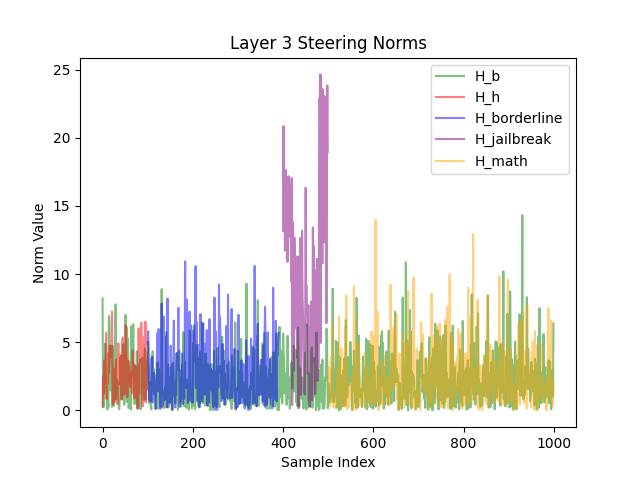 Layer 3 Steering Norms
Norm Value
25
20
15
10
5
0
H_b
H_h
H_borderline
H_jailbreak
H_math
0
200
400
600
800
1000
Sample Index